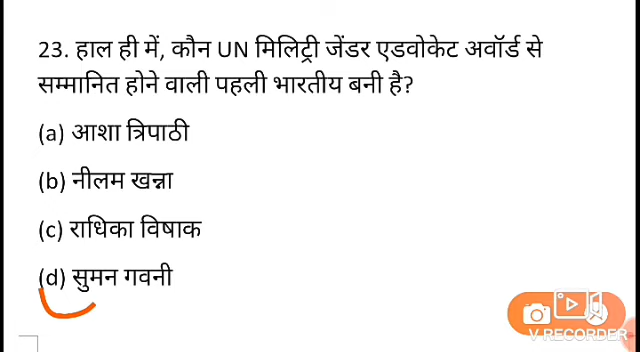 23. हाल ही में, कौन UN मिलिट्री जेंडर एडवोकेट अवॉर्ड से
सम्मानित होने वाली पहली भारतीय बनी है?
(a) आशा त्रिपाठी
(b) नीलम खन्ना
(c) राधिका विषाक
(d) सुमन गवनी
V RECORDER